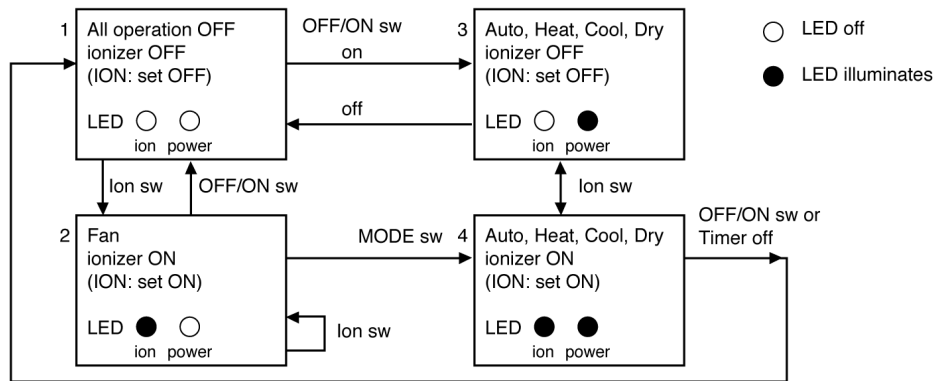 1
All operation OFF
ionizer OFF
(ION: set OFF)
LED
ion power
OFF/ON sw
on
off
3
Auto, Heat, Cool, Dry
ionizer OFF
(ION: set OFF)
LED
ion power
LED off
LED illuminates
Ion sw
OFF/ON sw
Ion sw
2
Fan
ionizer ON
(ION: set ON)
LED
ion power
MODE sw
Ion sw
4
Auto, Heat, Cool, Dry
ionizer ON
(ION: set ON)
LED
ion power
OFF/ON sw or
Timer off